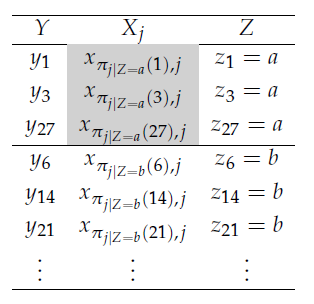 Y X_j Z
y_1 x_{π_{j|Z=a}(1),j} z_1 = a
y_3 x_{π_{j|Z=a}(3),j} z_3 = a
y_27 x_{π_{j|Z=a}(27),j} z_27 = a
y_6 x_{π_{j|Z=b}(6),j} z_6 = b
y_14 x_{π_{j|Z=b}(14),j} z_14 = b
y_21 x_{π_{j|Z=b}(21),j} z_21 = b
⋮ ⋮ ⋮